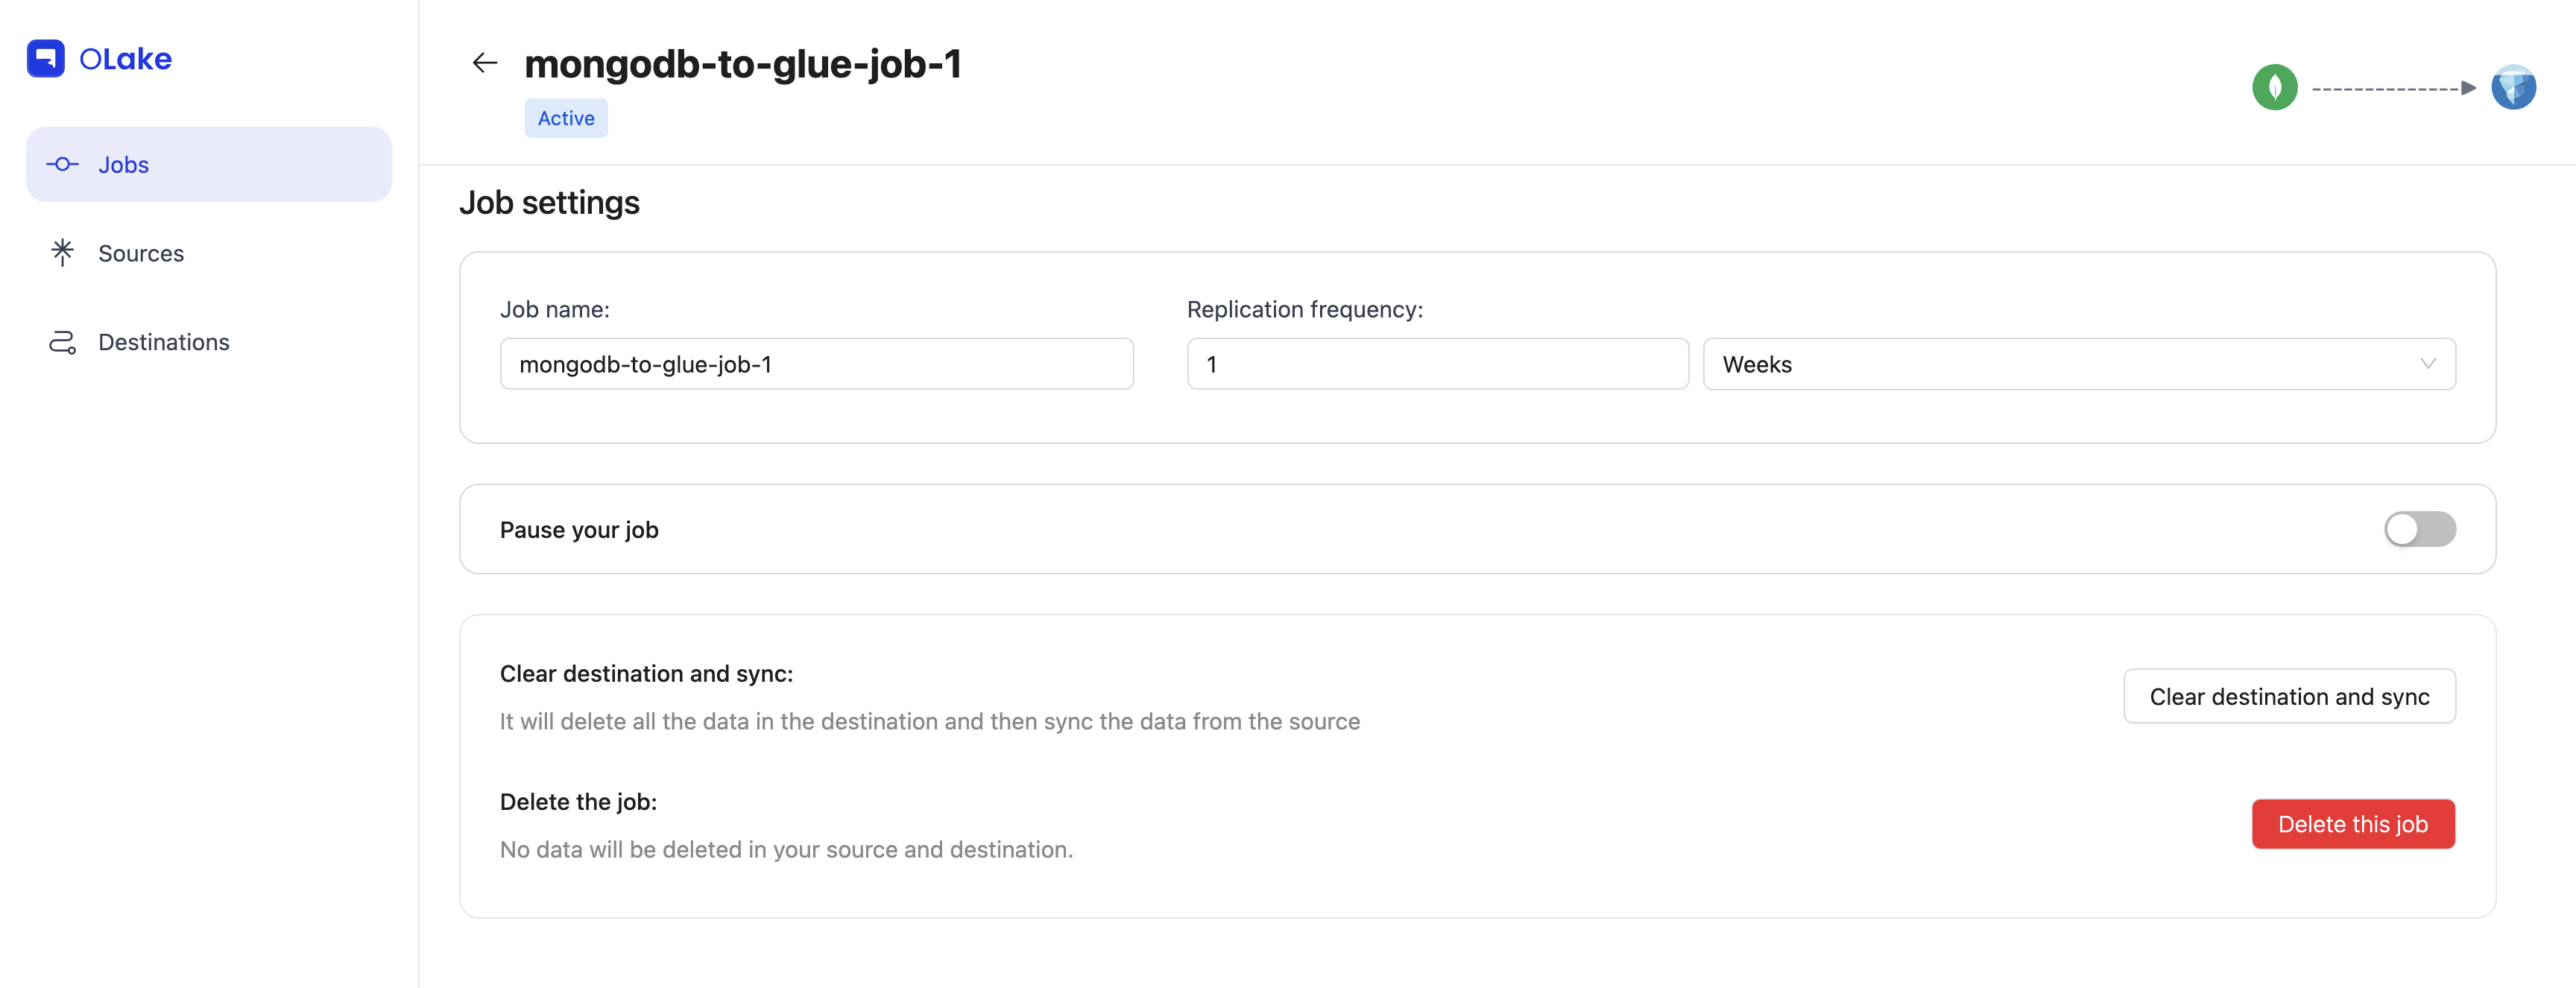 OLake
Jobs
Sources
Destinations
mongodb-to-glue-job-1
Active
Job settings
Job name:
mongodb-to-glue-job-1
Replication frequency:
1
Weeks
Pause your job
Clear destination and sync:
It will delete all the data in the destination and then sync the data from the source
Clear destination and sync
Delete the job:
No data will be deleted in your source and destination.
Delete this job